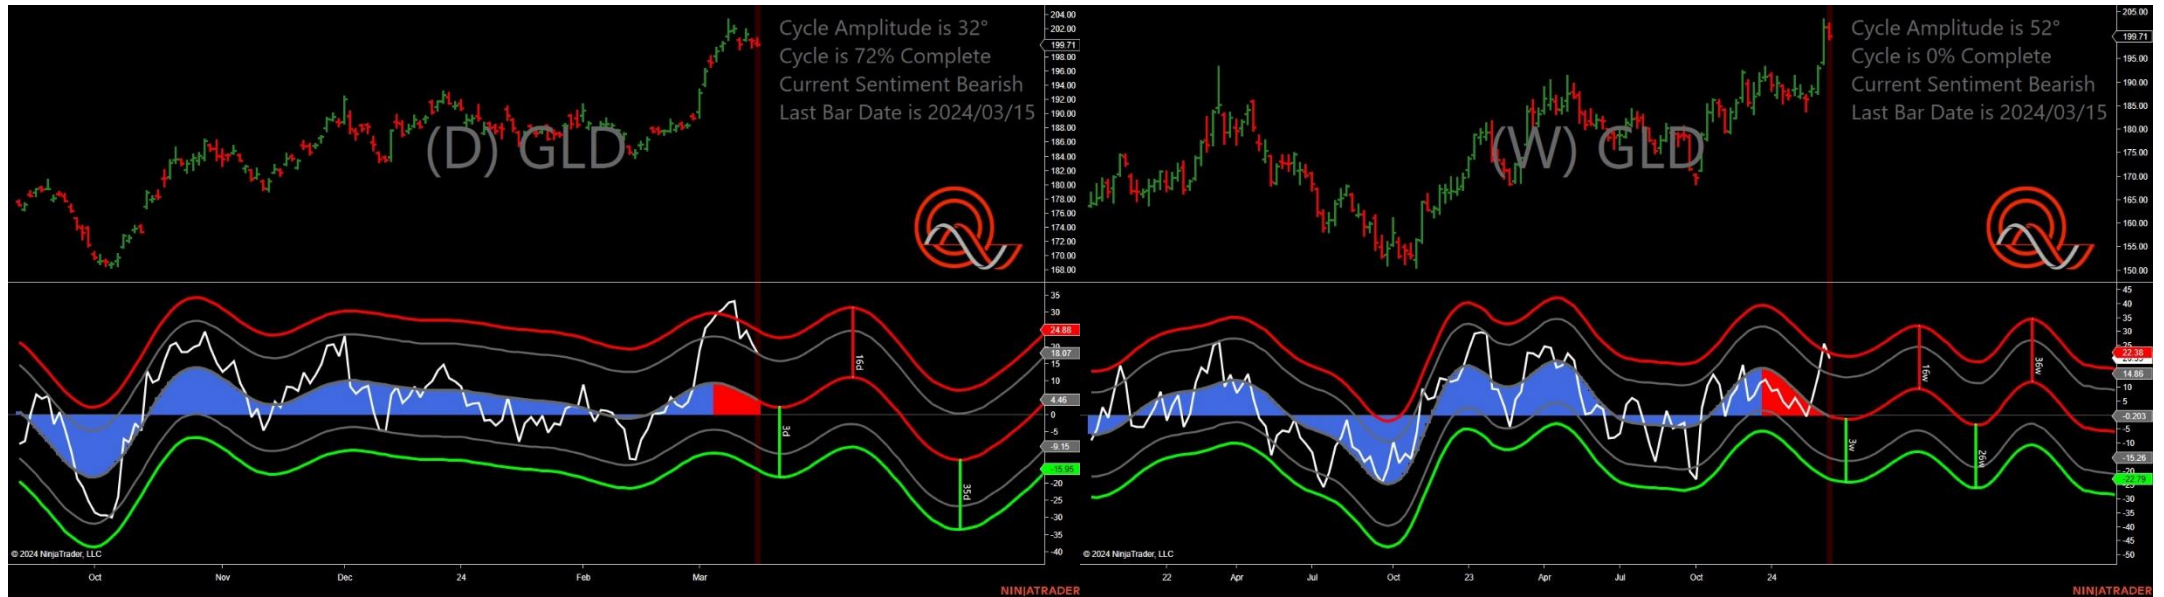 Cycle Amplitude is 32°
Cycle is 72% Complete
Current Sentiment Bearish
Last Bar Date is 2024/03/15
(D) GLD
204.00
202.00
199.71
198.00
196.00
194.00
192.00
190.00
188.00
186.00
184.00
182.00
180.00
178.00
176.00
174.00
172.00
170.00
168.00
35
30
24.88
20
18.07
15
10
4.46
0
-5
-9.15
-15.95
-20
-25
-30
-35
-40
3d
16d
35d
© 2024 NinjaTrader, LLC
Oct Nov Dec 24 Feb Mar
NINJATRADER
Cycle Amplitude is 52°
Cycle is 0% Complete
Current Sentiment Bearish
Last Bar Date is 2024/03/15
(W) GLD
205.00
199.71
195.00
190.00
185.00
180.00
175.00
170.00
165.00
160.00
155.00
150.00
45
40
35
30
25
22.38
14.86
10
5
-0.203
-5
-10
-15.26
-20
-22.79
-30
-35
-40
-45
-50
3w
16w
26w
36w
© 2024 NinjaTrader, LLC
22 Apr Jul Oct 23 Apr Jul Oct 24
NINJATRADER